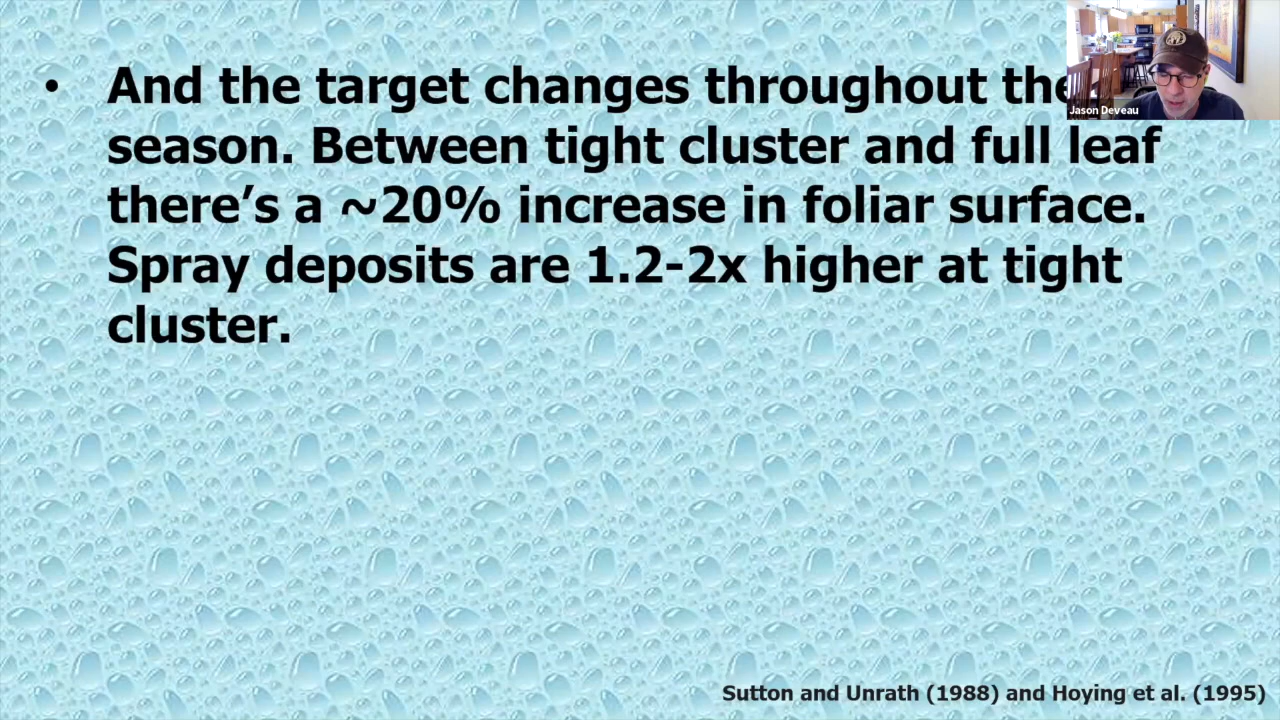 • And the target changes throughout the
season. Between tight cluster and full leaf
there’s a ~20% increase in foliar surface.
Spray deposits are 1.2-2x higher at tight
cluster.
Jason Deveau
Sutton and Unrath (1988) and Hoying et al. (1995)